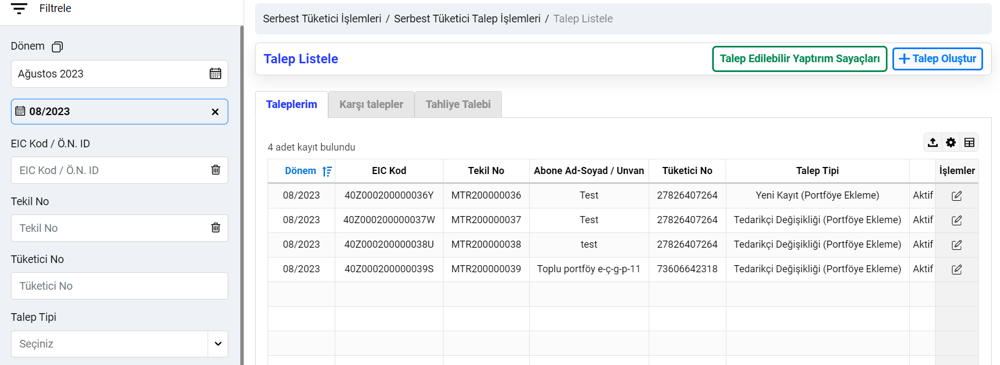 Filtrele
Dönem
Ağustos 2023
08/2023
EIC Kod / Ö.N. ID
EIC Kod / Ö.N. ID
Tekil No
Tekil No
Tüketici No
Tüketici No
Talep Tipi
Seçiniz
Serbest Tüketici İşlemleri / Serbest Tüketici Talep İşlemleri / Talep Listele
Talep Listele
Talep Edilebilir Yaptırım Sayaçları
Talep Oluştur
Taleplerim Karşı talepler Tahliye Talebi
4 adet kayıt bulundu
Dönem EIC Kod Tekil No Abone Ad-Soyad / Unvan Tüketici No Talep Tipi İşlemler
08/2023 40Z000200000036Y MTR200000036 Test 27826407264 Yeni Kayıt (Portföye Ekleme) Aktif
08/2023 40Z000200000037W MTR200000037 Test 27826407264 Tedarikçi Değişikliği (Portföye Ekleme) Aktif
08/2023 40Z000200000038U MTR200000038 test 27826407264 Tedarikçi Değişikliği (Portföye Ekleme) Aktif
08/2023 40Z000200000039S MTR200000039 Toplu portföy e-ç-g-p-11 73606642318 Tedarikçi Değişikliği (Portföye Ekleme) Aktif